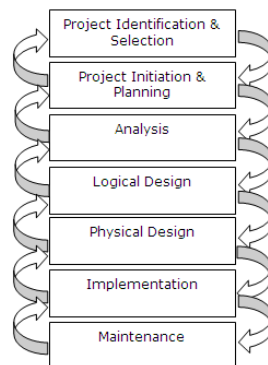 Project Identification &
Selection
Project Initiation &
Planning
Analysis
Logical Design
Physical Design
Implementation
Maintenance